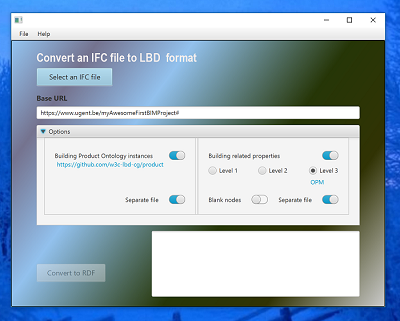 File Help
Convert an IFC file to LBD format
Select an IFC file
Base URL
https://www.ugent.be/myAwesomeFirstBIMProject#
Options
Building Product Ontology instances
https://github.com/w3c-lbd-cg/product
Separate file
Building related properties
Level 1 Level 2 Level 3
OPM
Blank nodes Separate file
Convert to RDF